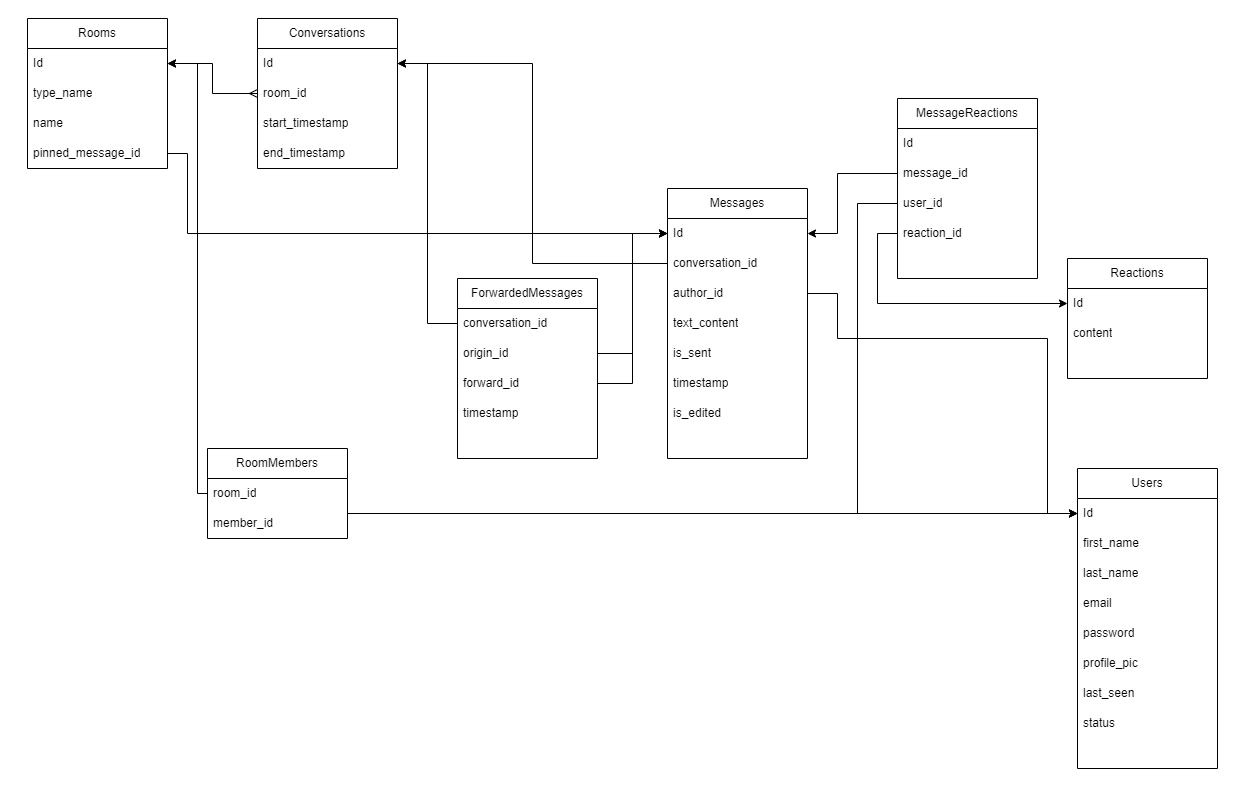 Rooms
Id
type_name
name
pinned_message_id
Conversations
Id
room_id
start_timestamp
end_timestamp
MessageReactions
Id
message_id
user_id
reaction_id
Messages
Id
conversation_id
author_id
text_content
is_sent
timestamp
is_edited
ForwardedMessages
conversation_id
origin_id
forward_id
timestamp
Reactions
Id
content
RoomMembers
room_id
member_id
Users
Id
first_name
last_name
email
password
profile_pic
last_seen
status